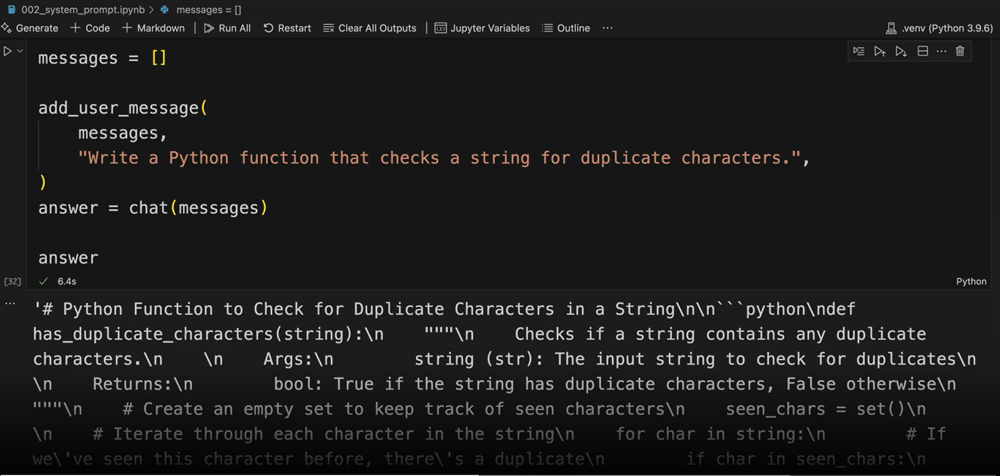 002_system_prompt.ipynb > messages = []
Generate + Code + Markdown | Run All Restart Clear All Outputs | Jupyter Variables Outline ... .venv (Python 3.9.6)
messages = []
add_user_message(
    messages,
    "Write a Python function that checks a string for duplicate characters.",
)
answer = chat(messages)
answer
[32] ✓ 6.4s Python
'# Python Function to Check for Duplicate Characters in a String\n\n```python\ndef
has_duplicate_characters(string):\n    """\n    Checks if a string contains any duplicate
characters.\n    \n    Args:\n        string (str): The input string to check for duplicates\n
\n    Returns:\n        bool: True if the string has duplicate characters, False otherwise\n
"""\n    # Create an empty set to keep track of seen characters\n    seen_chars = set()\n
\n    # Iterate through each character in the string\n    for char in string:\n        # If
we\'ve seen this character before, there\'s a duplicate\n        if char in seen_chars:\n